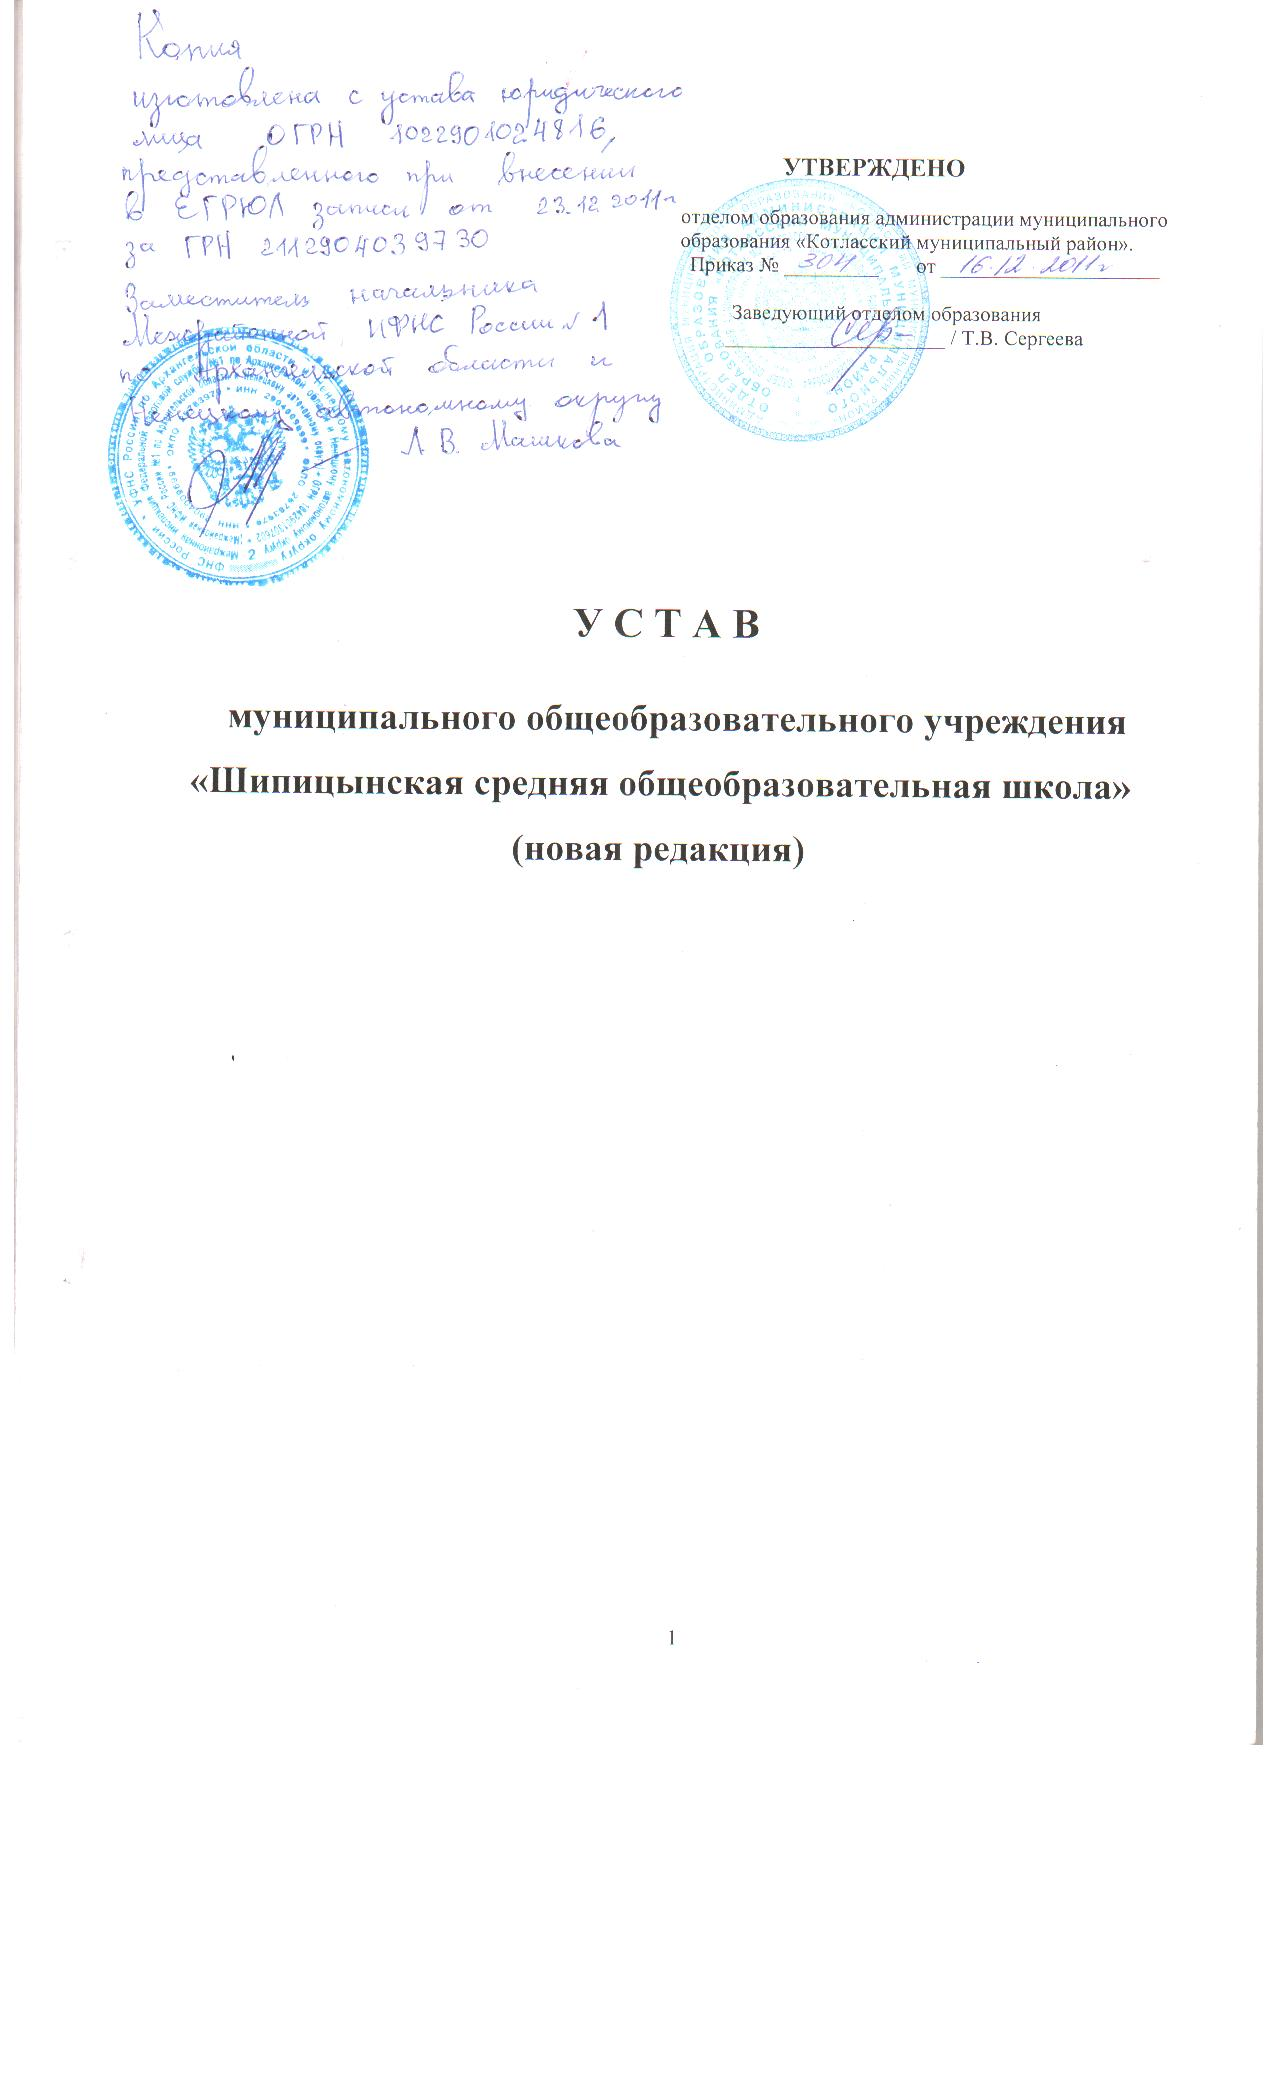 Копия
изготовлена с устава юридического
лица ОГРН 1022901024816,
представленного при внесении
в ЕГРЮЛ записи от 23.12.2011г
за ГРН 2112904039730
Заместитель начальника
Межрайонной ИФНС России №1
по Архангельской области и
Ненецкому автономному округу
Л.В. Машкова
УТВЕРЖДЕНО
отделом образования администрации муниципального
образования «Котласский муниципальный район».
Приказ № 304 от 16.12.2011г
Заведующий отделом образования
/ Т.В. Сергеева
У С Т А В
муниципального общеобразовательного учреждения
«Шипицынская средняя общеобразовательная школа»
(новая редакция)
1